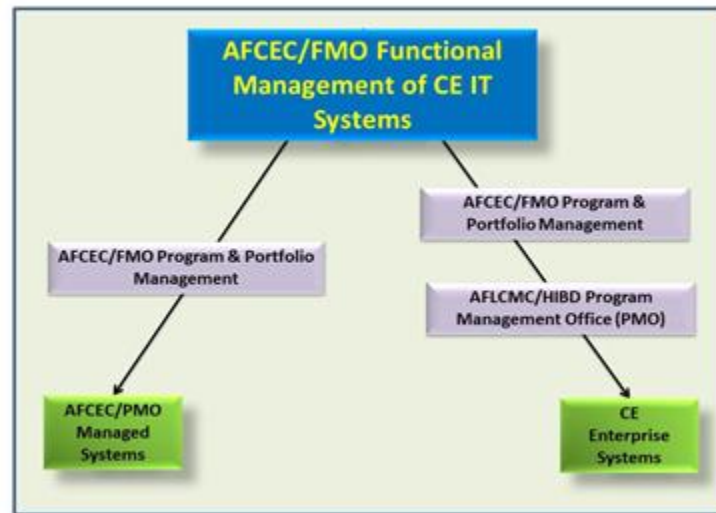 AFCEC/FMO Functional
Management of CE IT
Systems
AFCEC/FMO Program &
Portfolio Management
AFCEC/FMO Program & Portfolio
Management
AFLCMC/HIBD Program
Management Office (PMO)
AFCEC/PMO
Managed
Systems
CE
Enterprise
Systems